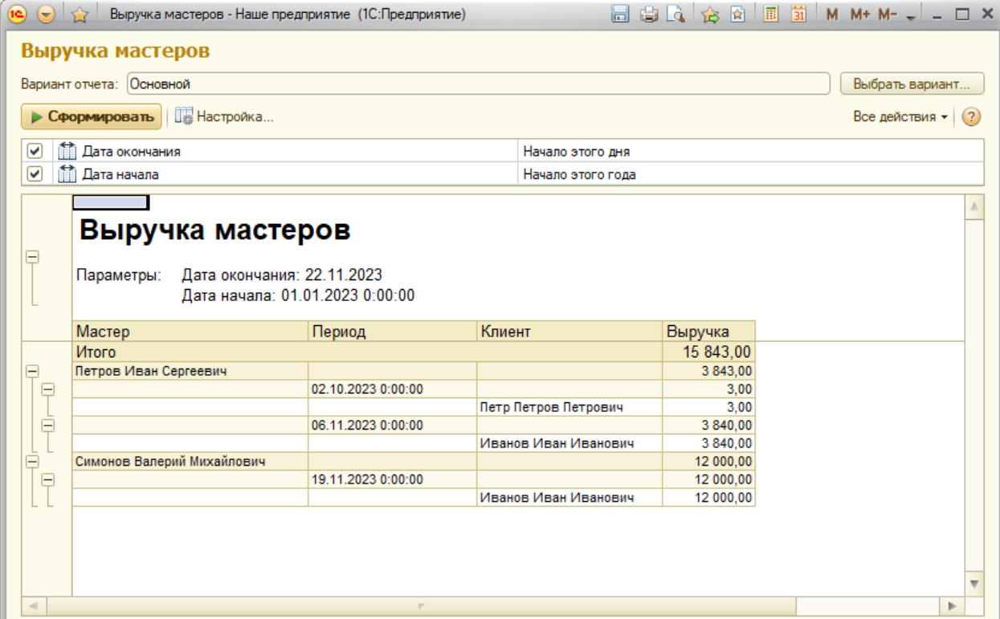 Выручка мастеров - Наше предприятие (1С:Предприятие)
31 M M+ M-
Выручка мастеров
Вариант отчета: Основной Выбрать вариант...
Сформировать Настройка... Все действия ?
Дата окончания Начало этого дня
Дата начала Начало этого года
Выручка мастеров
Параметры: Дата окончания: 22.11.2023
Дата начала: 01.01.2023 0:00:00
Мастер Период Клиент Выручка
Итого 15 843,00
Петров Иван Сергеевич 3 843,00
02.10.2023 0:00:00 3,00
Петр Петров Петрович 3,00
06.11.2023 0:00:00 3 840,00
Иванов Иван Иванович 3 840,00
Симонов Валерий Михайлович 12 000,00
19.11.2023 0:00:00 12 000,00
Иванов Иван Иванович 12 000,00